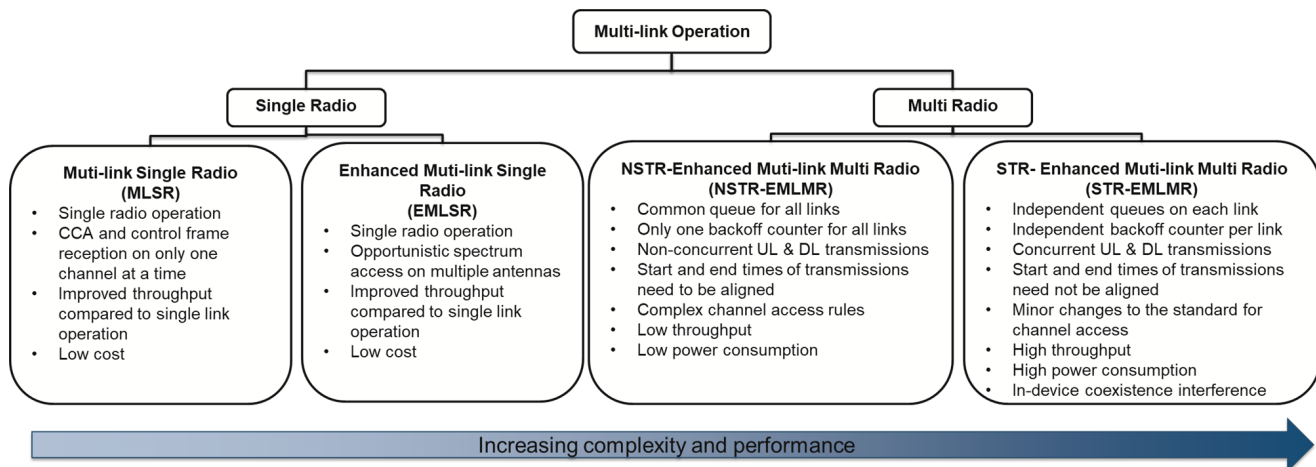 Multi-link Operation
Single Radio
Multi Radio
Muti-link Single Radio
(MLSR)
• Single radio operation
• CCA and control frame
reception on only one
channel at a time
• Improved throughput
compared to single link
operation
• Low cost
Enhanced Muti-link Single
Radio
(EMLSR)
• Single radio operation
• Opportunistic spectrum
access on multiple antennas
• Improved throughput
compared to single link
operation
• Low cost
NSTR-Enhanced Muti-link Multi Radio
(NSTR-EMLMR)
• Common queue for all links
• Only one backoff counter for all links
• Non-concurrent UL & DL transmissions
• Start and end times of transmissions
need to be aligned
• Complex channel access rules
• Low throughput
• Low power consumption
STR- Enhanced Muti-link Multi Radio
(STR-EMLMR)
• Independent queues on each link
• Independent backoff counter per link
• Concurrent UL & DL transmissions
• Start and end times of transmissions
need not be aligned
• Minor changes to the standard for
channel access
• High throughput
• High power consumption
• In-device coexistence interference
Increasing complexity and performance